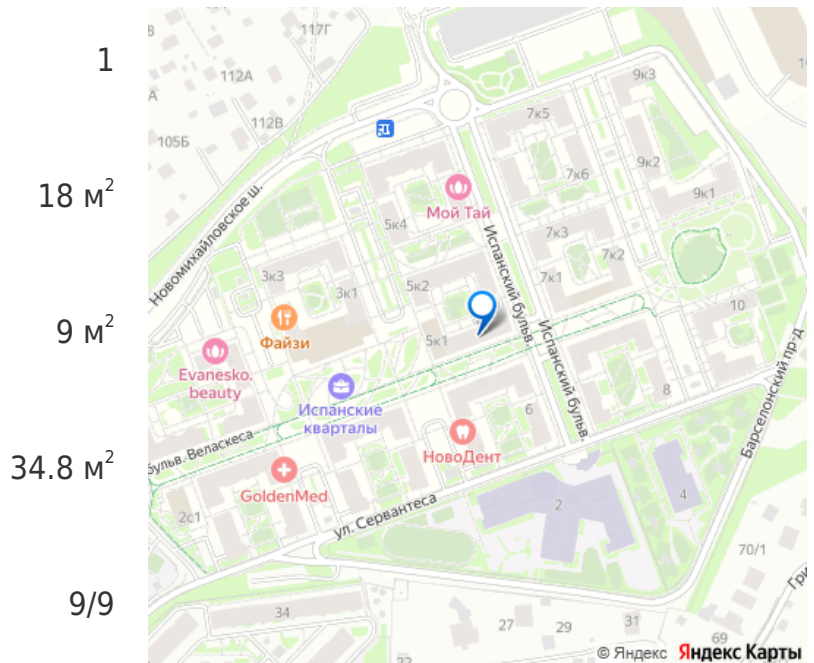 1
18 м²
9 м²
34.8 м²
9/9
117Г
9к3
112А
7к5
112В
105Б
7к6
9к2
9к1
Мой Тай
5к4
Новомихайловское ш.
Испанский бульв.
7к3
7к2
3к3
3к1
5к2
7к1
10
Файзи
5к1
Evanesko.
beauty
Испанские
кварталы
Испанский бульв.
8
6
Барселонский пр-д
НовоДент
бульв. Веласкеса
GoldenMed
ул. Сервантеса
2
4
2с1
70/1
34
27
29
31
69
22
© Яндекс Яндекс Карты